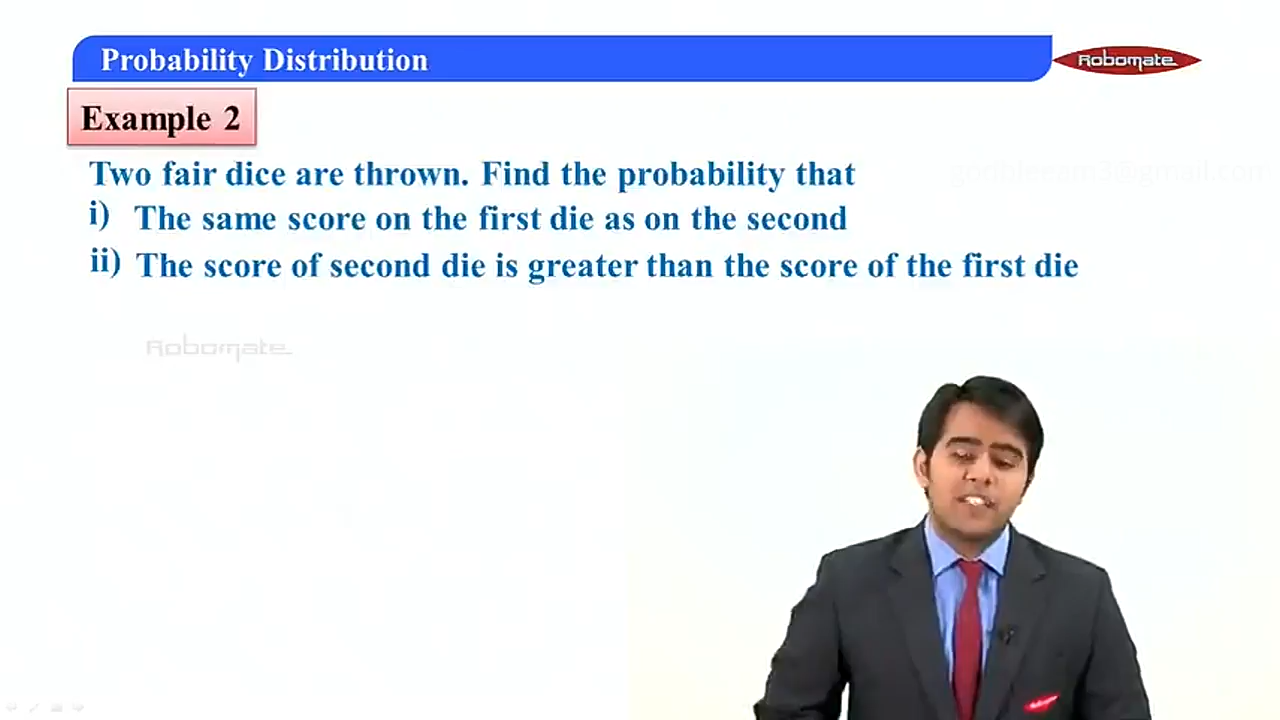 Probability Distribution
Robomate
Example 2
Two fair dice are thrown. Find the probability that
i) The same score on the first die as on the second
ii) The score of second die is greater than the score of the first die
Robomate